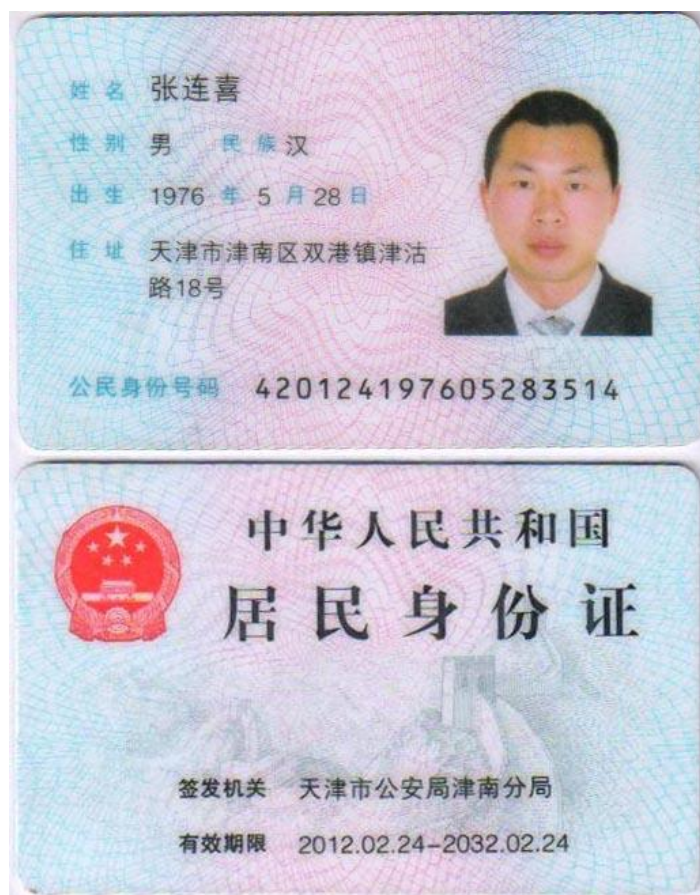 姓名 张连喜
性别 男 民族 汉
出生 1976 年 5 月 28 日
住址 天津市津南区双港镇津沽
路18号
公民身份号码 420124197605283514
中华人民共和国
居民身份证
签发机关 天津市公安局津南分局
有效期限 2012.02.24-2032.02.24